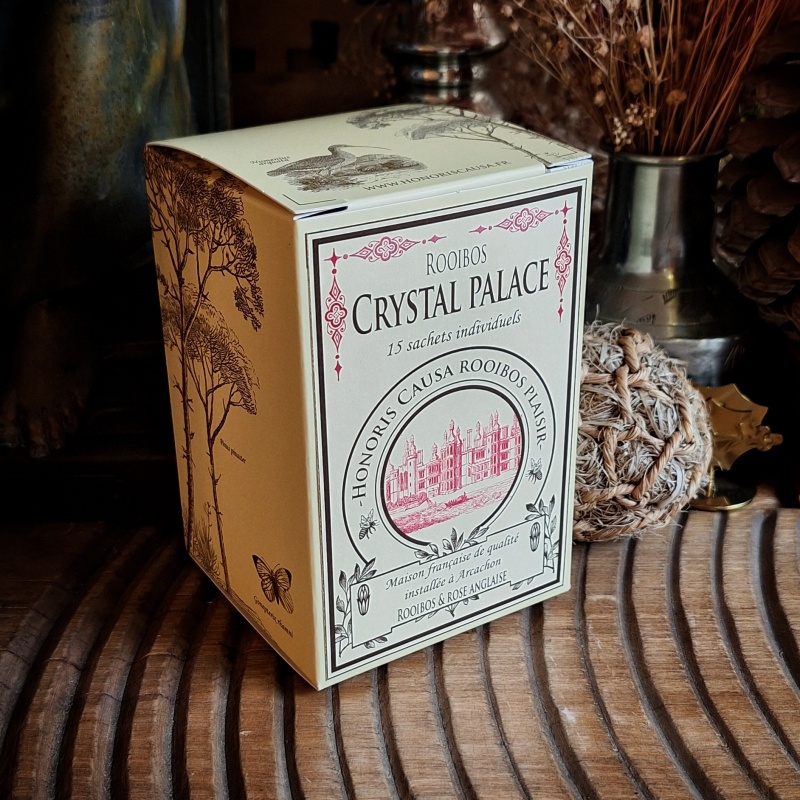 WWW.HONORISCAUSA.FR
ROOIBOS
CRYSTAL PALACE
15 sachets individuels
-HONORIS CAUSA ROOIBOS PLAISIR-
Maison française de qualité
installée à Arcachon
ROOIBOS & ROSE ANGLAISE